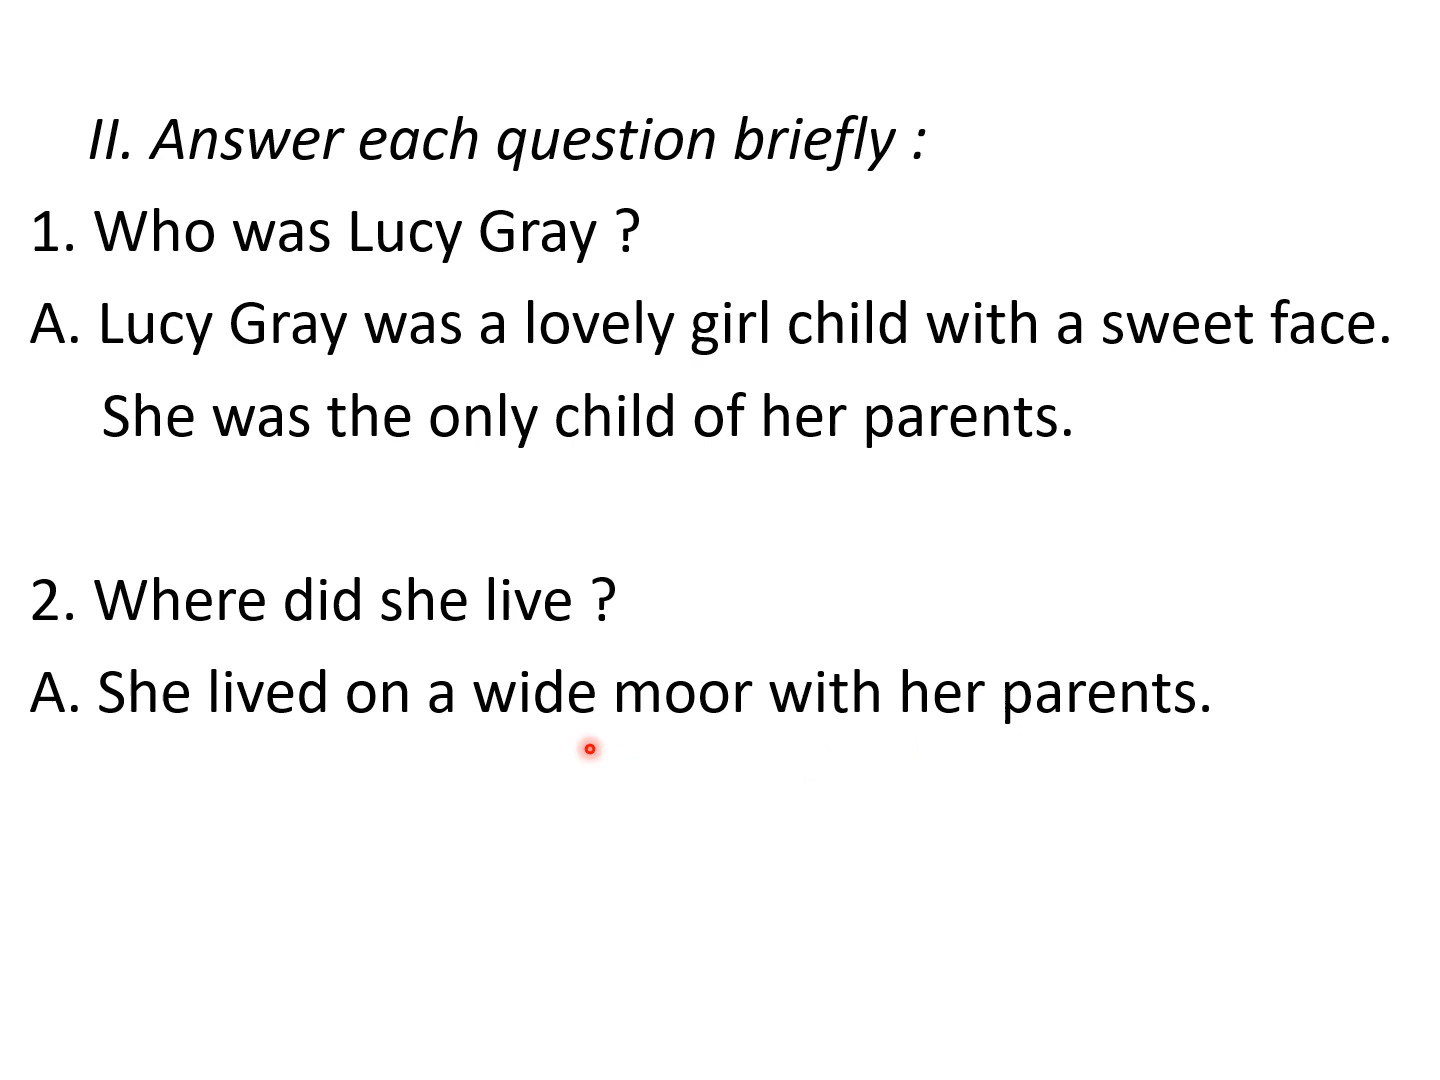 II. Answer each question briefly :
1. Who was Lucy Gray ?
A. Lucy Gray was a lovely girl child with a sweet face.
She was the only child of her parents.
2. Where did she live ?
A. She lived on a wide moor with her parents.